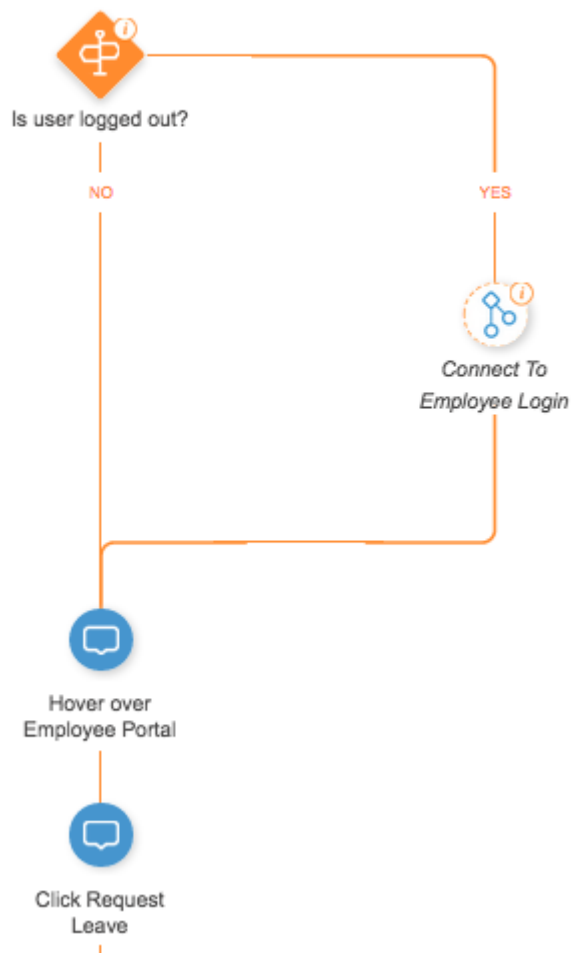 Is user logged out?
NO
YES
Connect To
Employee Login
Hover over
Employee Portal
Click Request
Leave